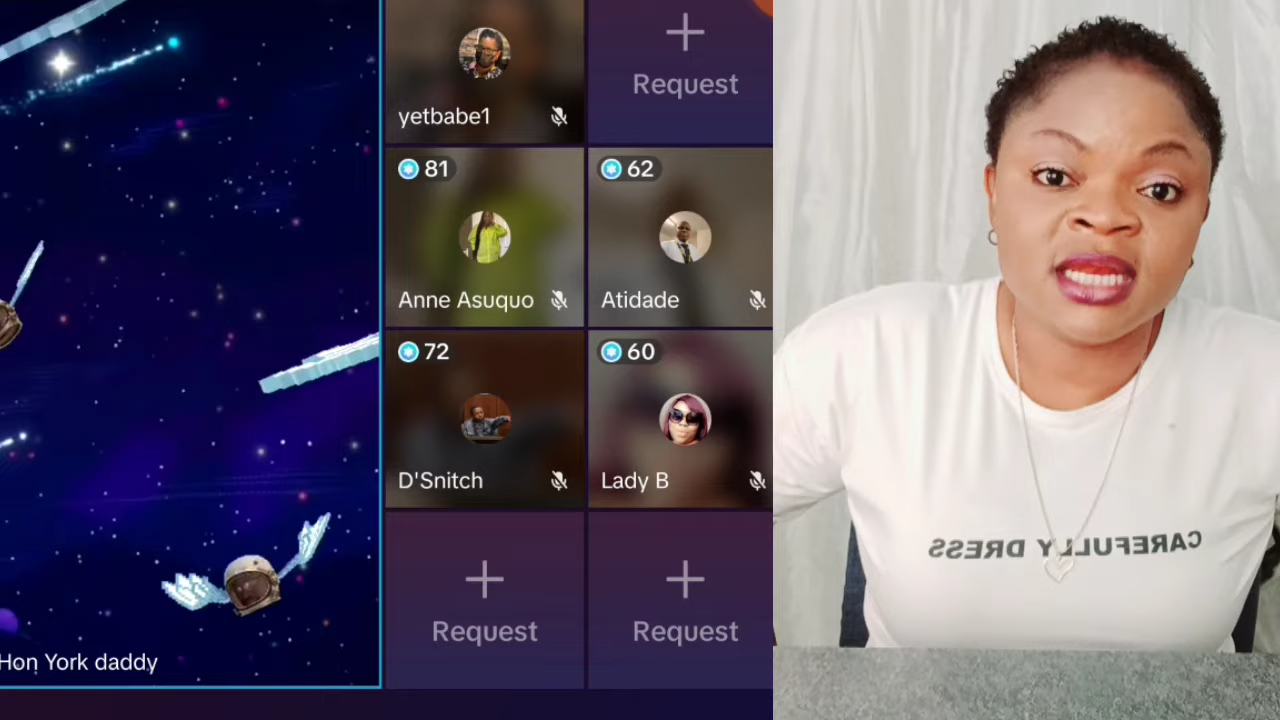 Hon York daddy
yetbabe1
Request
81
Anne Asuquo
62
Atidade
72
D'Snitch
60
Lady B
Request
Request
CAREFULLY DRESS